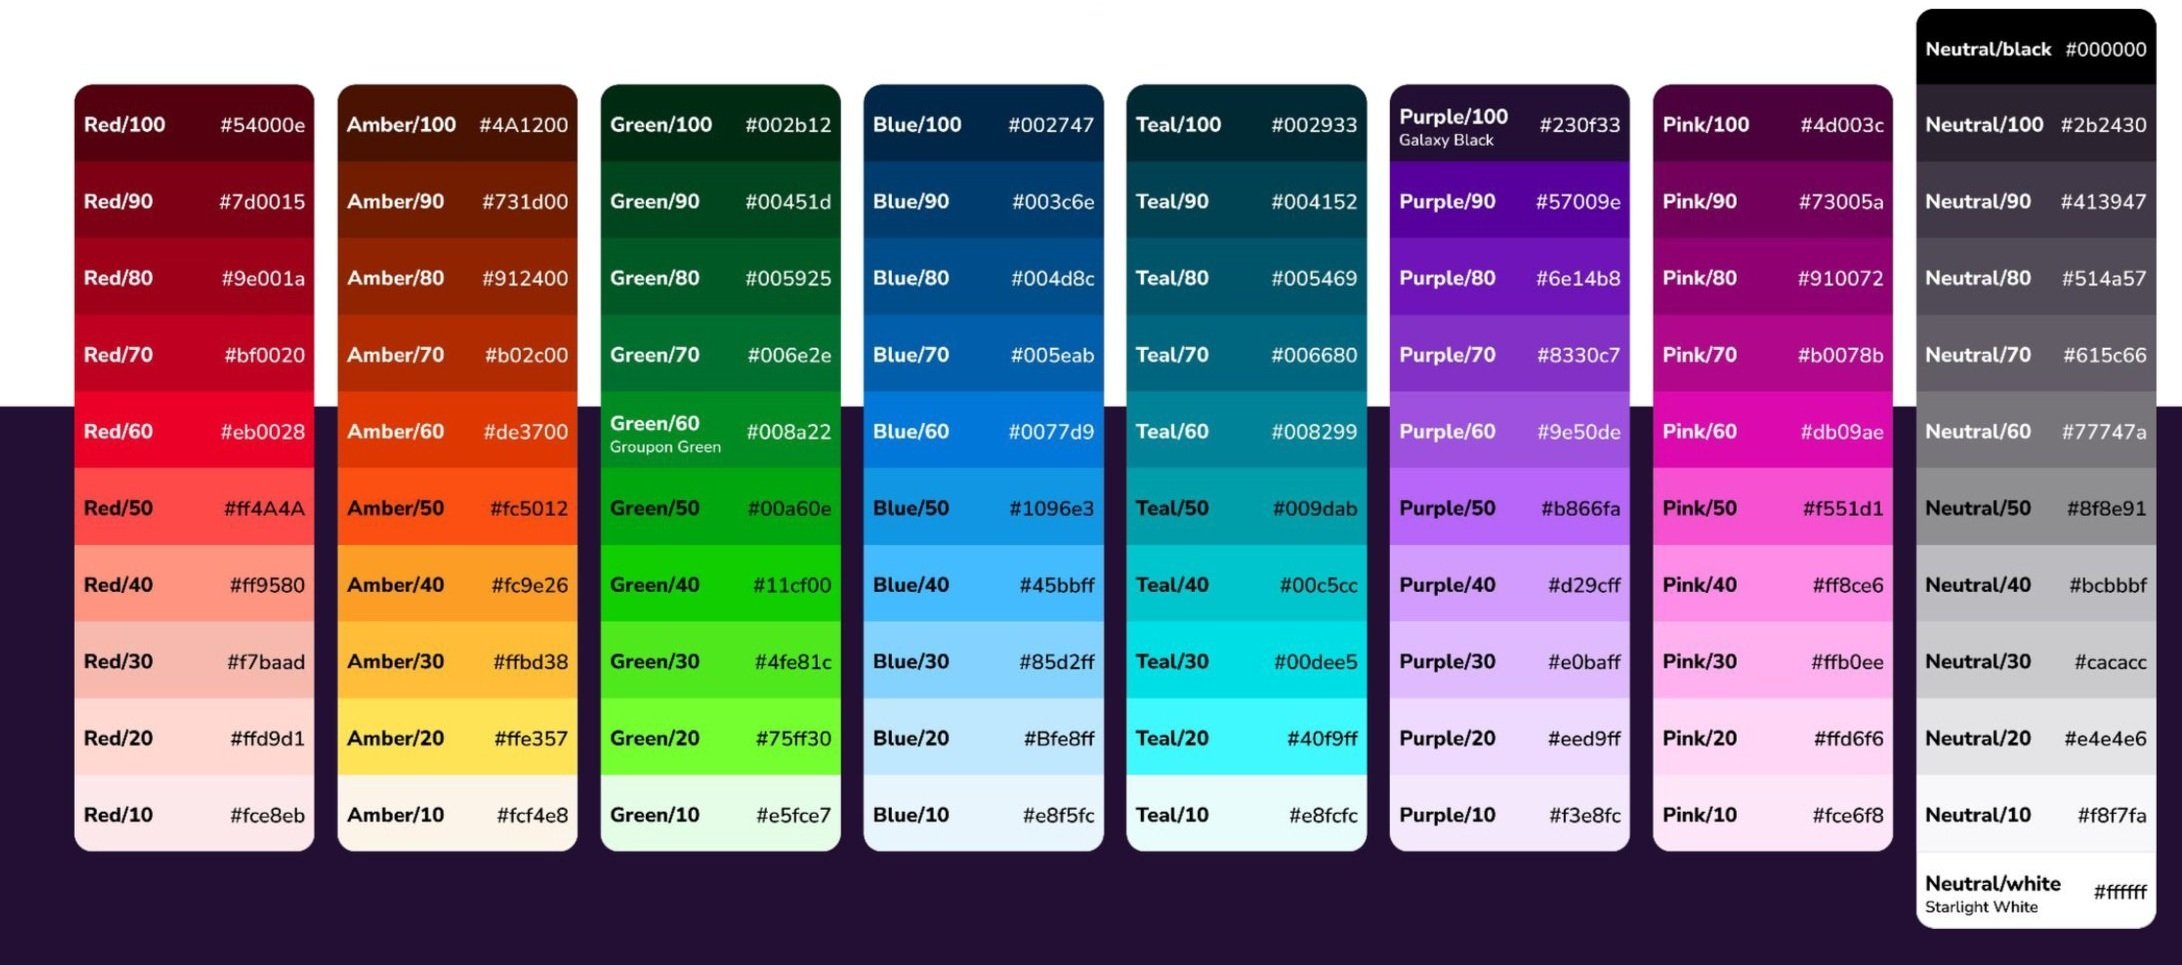 Red/100 #54000e
Red/90 #7d0015
Red/80 #9e001a
Red/70 #bf0020
Red/60 #eb0028
Red/50 #ff4A4A
Red/40 #ff9580
Red/30 #f7baad
Red/20 #ffd9d1
Red/10 #fce8eb
Amber/100 #4A1200
Amber/90 #731d00
Amber/80 #912400
Amber/70 #b02c00
Amber/60 #de3700
Amber/50 #fc5012
Amber/40 #fc9e26
Amber/30 #ffbd38
Amber/20 #ffe357
Amber/10 #fcf4e8
Green/100 #002b12
Green/90 #00451d
Green/80 #005925
Green/70 #006e2e
Green/60 #008a22
Groupon Green
Green/50 #00a60e
Green/40 #11cf00
Green/30 #4fe81c
Green/20 #75ff30
Green/10 #e5fce7
Blue/100 #002747
Blue/90 #003c6e
Blue/80 #004d8c
Blue/70 #005eab
Blue/60 #0077d9
Blue/50 #1096e3
Blue/40 #45bbff
Blue/30 #85d2ff
Blue/20 #Bfe8ff
Blue/10 #e8f5fc
Teal/100 #002933
Teal/90 #004152
Teal/80 #005469
Teal/70 #006680
Teal/60 #008299
Teal/50 #009dab
Teal/40 #00c5cc
Teal/30 #00dee5
Teal/20 #40f9ff
Teal/10 #e8fcfc
Purple/100 #230f33
Galaxy Black
Purple/90 #57009e
Purple/80 #6e14b8
Purple/70 #8330c7
Purple/60 #9e50de
Purple/50 #b866fa
Purple/40 #d29cff
Purple/30 #e0baff
Purple/20 #eed9ff
Purple/10 #f3e8fc
Pink/100 #4d003c
Pink/90 #73005a
Pink/80 #910072
Pink/70 #b0078b
Pink/60 #db09ae
Pink/50 #f551d1
Pink/40 #ff8ce6
Pink/30 #ffb0ee
Pink/20 #ffd6f6
Pink/10 #fce6f8
Neutral/black #000000
Neutral/100 #2b2430
Neutral/90 #413947
Neutral/80 #514a57
Neutral/70 #615c66
Neutral/60 #77747a
Neutral/50 #8f8e91
Neutral/40 #bcbbbf
Neutral/30 #cacacc
Neutral/20 #e4e4e6
Neutral/10 #f8f7fa
Neutral/white #ffffff
Starlight White